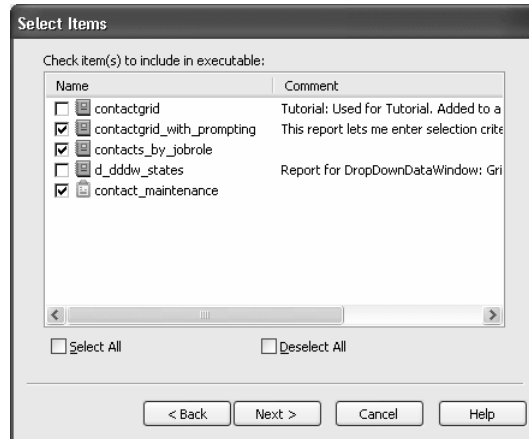 Select Items
Check item(s) to include in executable:
Name Comment
contactgrid Tutorial: Used for Tutorial. Added to a
contactgrid_with_prompting This report lets me enter selection crite
contacts_by_jobrole
d_dddw_states Report for DropDownDataWindow: Gri
contact_maintenance
Select All Deselect All
< Back Next > Cancel Help